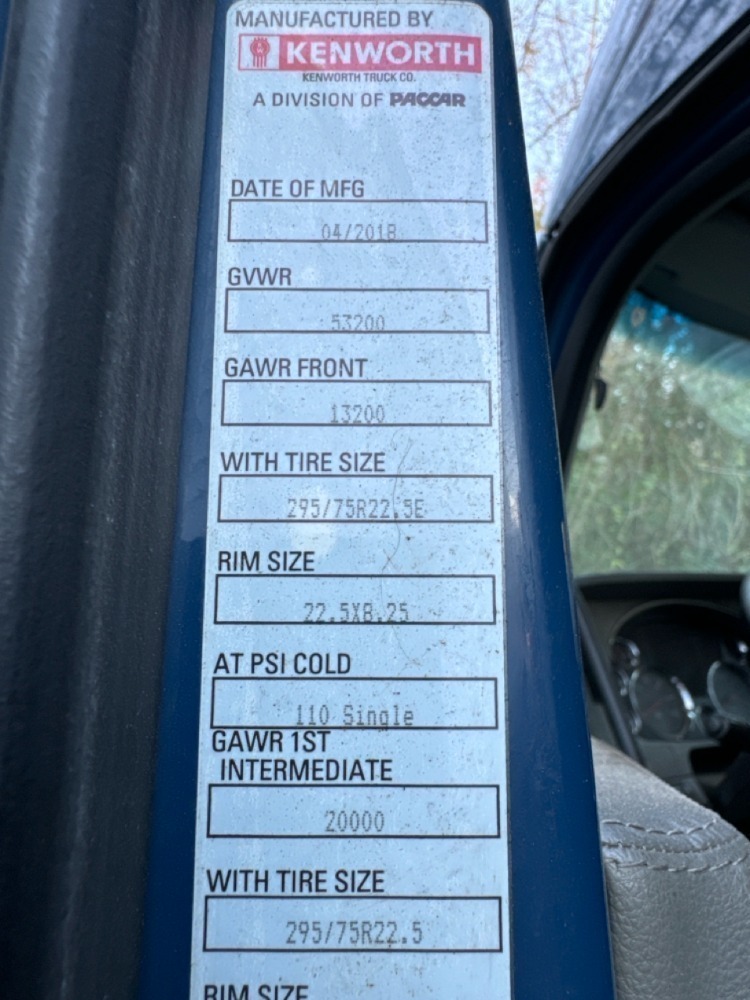 MANUFACTURED BY
KENWORTH
KENWORTH TRUCK CO.
A DIVISION OF PACCAR
DATE OF MFG
04/2018
GVWR
53200
GAWR FRONT
13200
WITH TIRE SIZE
295/75R22.5E
RIM SIZE
22.5X8.25
AT PSI COLD
110 Single
GAWR 1ST
INTERMEDIATE
20000
WITH TIRE SIZE
295/75R22.5
RIM SIZE